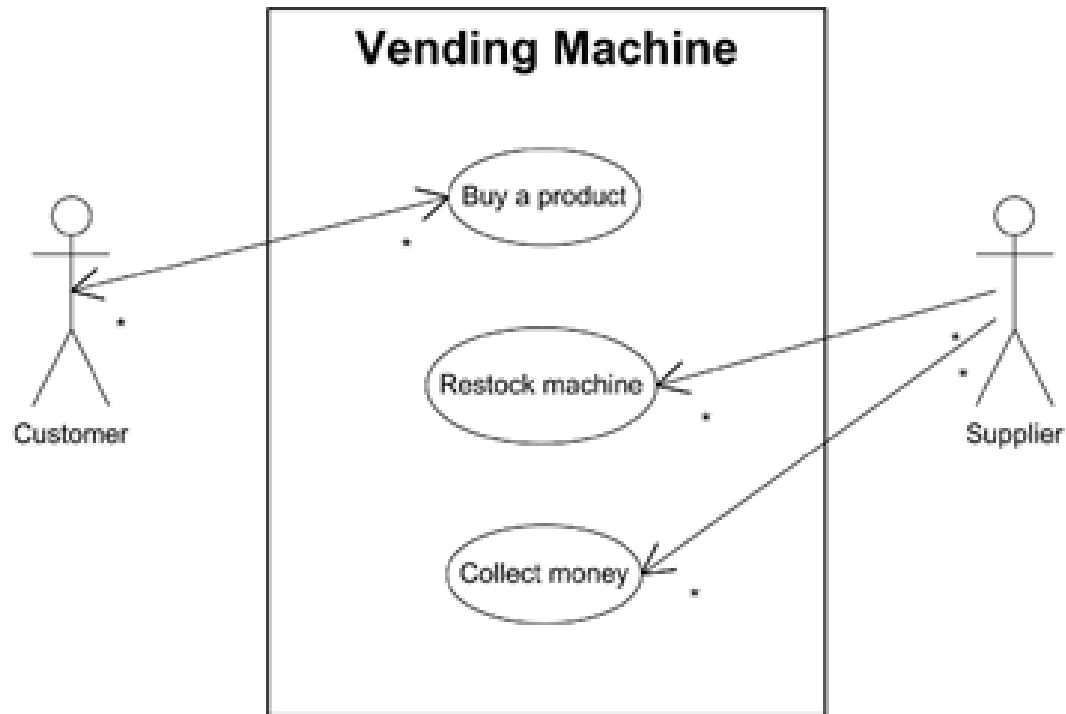 Vending Machine
Buy a product
Restock machine
Customer
Supplier
Collect money